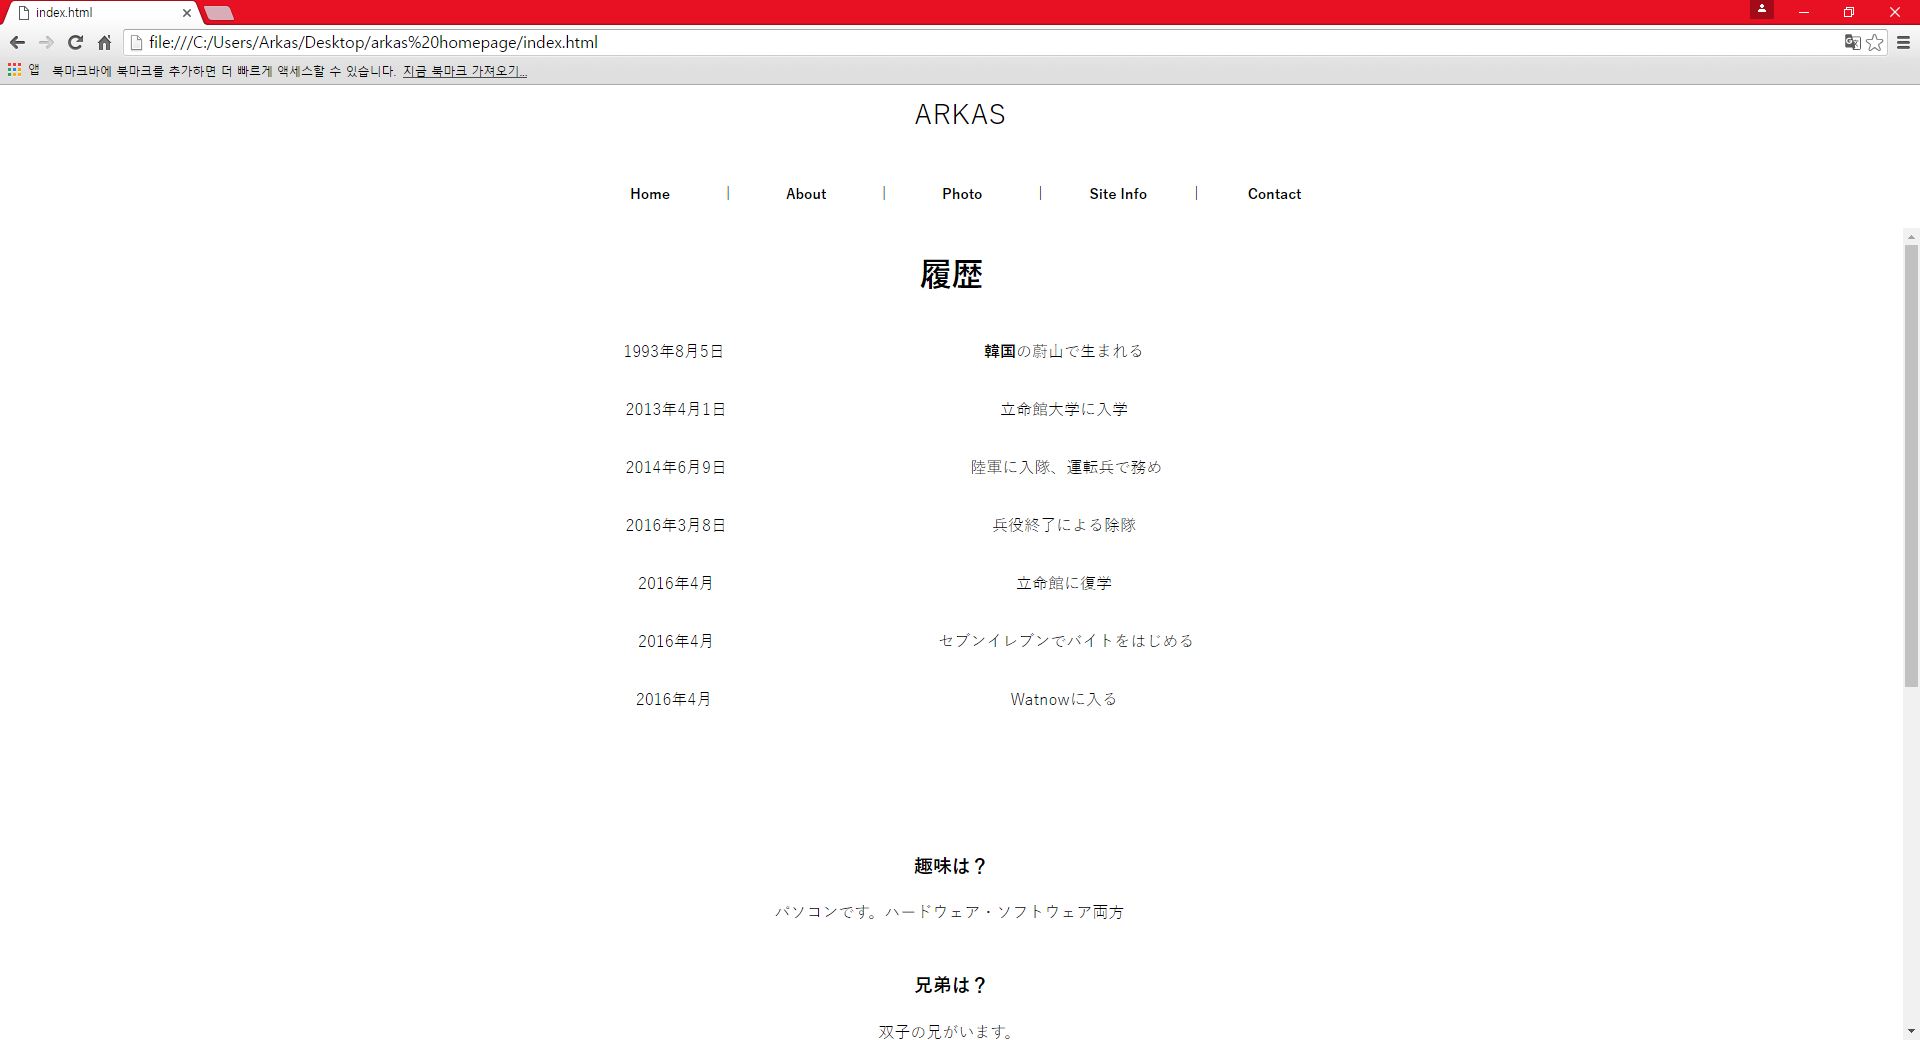 index.html
file:///C:/Users/Arkas/Desktop/arkas%20homepage/index.html
앱 북마크바에 북마크를 추가하면 더 빠르게 액세스할 수 있습니다. 지금 북마크 가져오기...
ARKAS
Home | About | Photo | Site Info | Contact
履歴
1993年8月5日 韓国の蔚山で生まれる
2013年4月1日 立命館大学に入学
2014年6月9日 陸軍に入隊、運転兵で務め
2016年3月8日 兵役終了による除隊
2016年4月 立命館に復学
2016年4月 セブンイレブンでバイトをはじめる
2016年4月 Watnowに入る
趣味は？
パソコンです。ハードウェア・ソフトウェア両方
兄弟は？
双子の兄がいます。